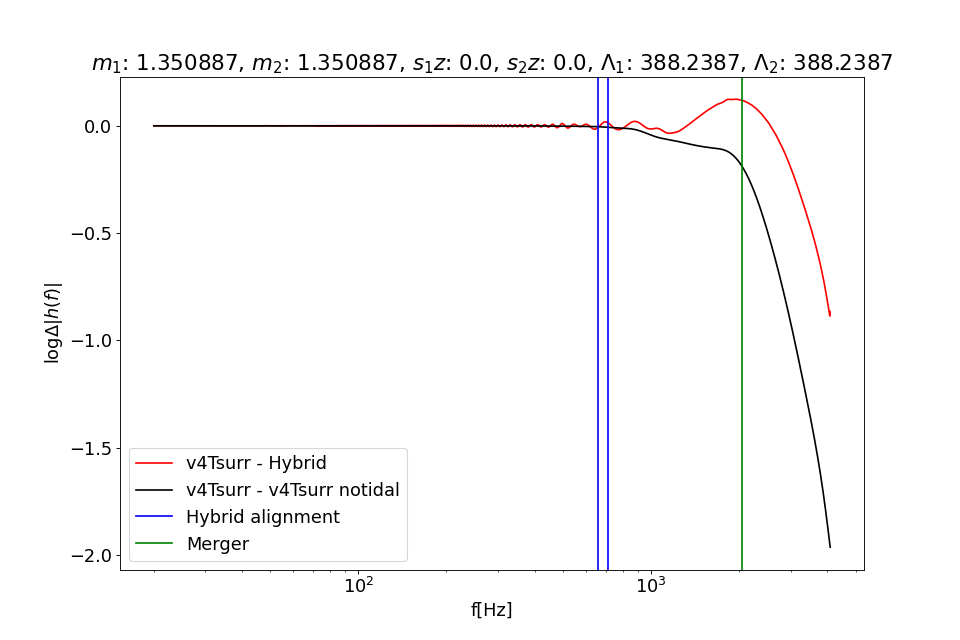 m₁: 1.350887, m₂: 1.350887, s₁z: 0.0, s₂z: 0.0, Λ₁: 388.2387, Λ₂: 388.2387
0.0
−0.5
−1.0
−1.5
−2.0
logΔ|h(f)|
v4Tsurr - Hybrid
v4Tsurr - v4Tsurr notidal
Hybrid alignment
Merger
10² 10³
f[Hz]